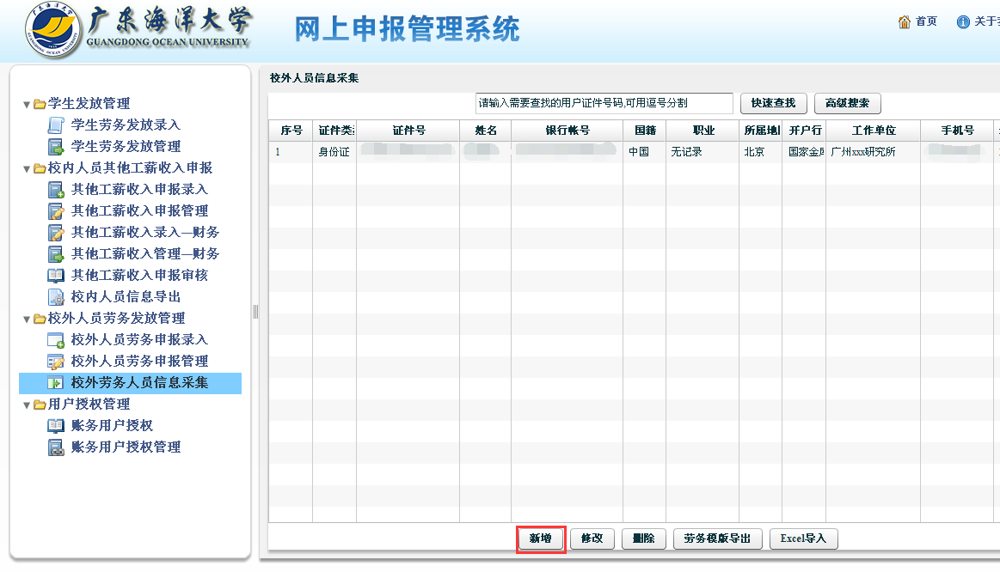 广东海洋大学
GUANGDONG OCEAN UNIVERSITY
网上申报管理系统
首页 关于
学生发放管理
学生劳务发放录入
学生劳务发放管理
校内人员其他工薪收入申报
其他工薪收入申报录入
其他工薪收入申报管理
其他工薪收入录入—财务
其他工薪收入管理—财务
其他工薪收入申报审核
校内人员信息导出
校外人员劳务发放管理
校外人员劳务申报录入
校外人员劳务申报管理
校外劳务人员信息采集
用户授权管理
账务用户授权
账务用户授权管理
校外人员信息采集
请输入需要查找的用户证件号码,可用逗号分割 快速查找 高级搜索
序号 证件类 证件号 姓名 银行帐号 国籍 职业 所属地 开户行 工作单位 手机号
1 身份证 中国 无记录 北京 国家金 广州xxx研究所
新增 修改 删除 劳务模版导出 Excel导入